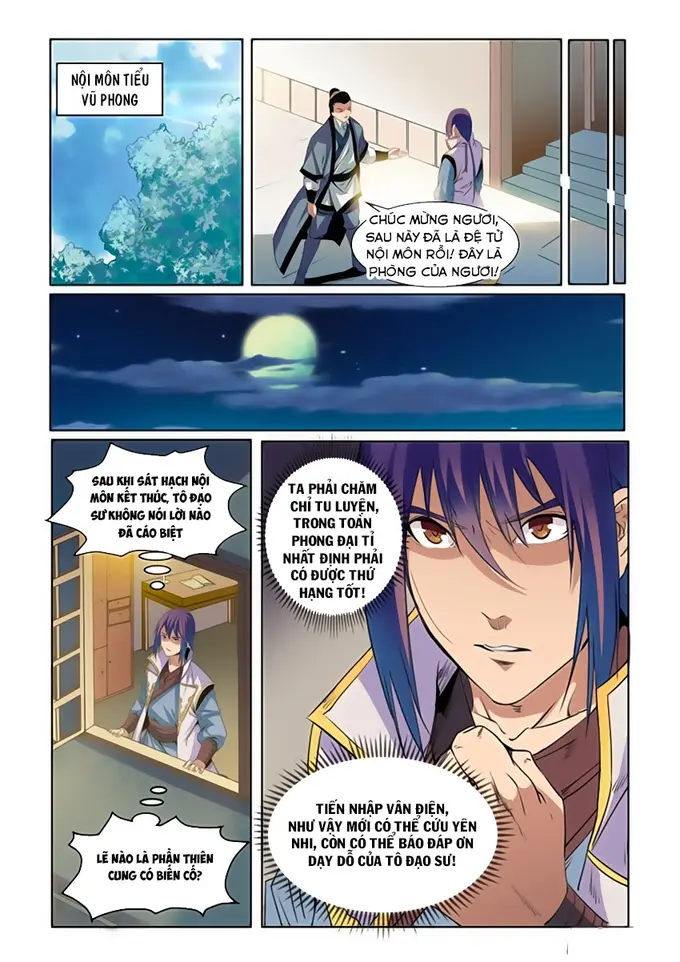 NỘI MÔN TIỂU
VŨ PHONG
CHÚC MỪNG NGƯƠI,
SAU NÀY ĐÃ LÀ ĐỆ TỬ
NỘI MÔN RỒI! ĐÂY LÀ
PHÒNG CỦA NGƯƠI!
SAU KHI SÁT HẠCH NỘI
MÔN KẾT THÚC, TÔ ĐẠO
SƯ KHÔNG NÓI LỜI NÀO
ĐÃ CÁO BIỆT
LẼ NÀO LÀ PHẦN THIÊN
CUNG CÓ BIẾN CỐ?
TA PHẢI CHĂM
CHỈ TU LUYỆN,
TRONG TOÀN
PHONG ĐẠI TỈ
NHẤT ĐỊNH PHẢI
CÓ ĐƯỢC THỨ
HẠNG TỐT!
TIẾN NHẬP VÂN ĐIỆN,
NHƯ VẬY MỚI CÓ THỂ CỨU YÊN
NHI, CÒN CÓ THỂ BÁO ĐÁP ƠN
DẠY DỖ CỦA TÔ ĐẠO SƯ!